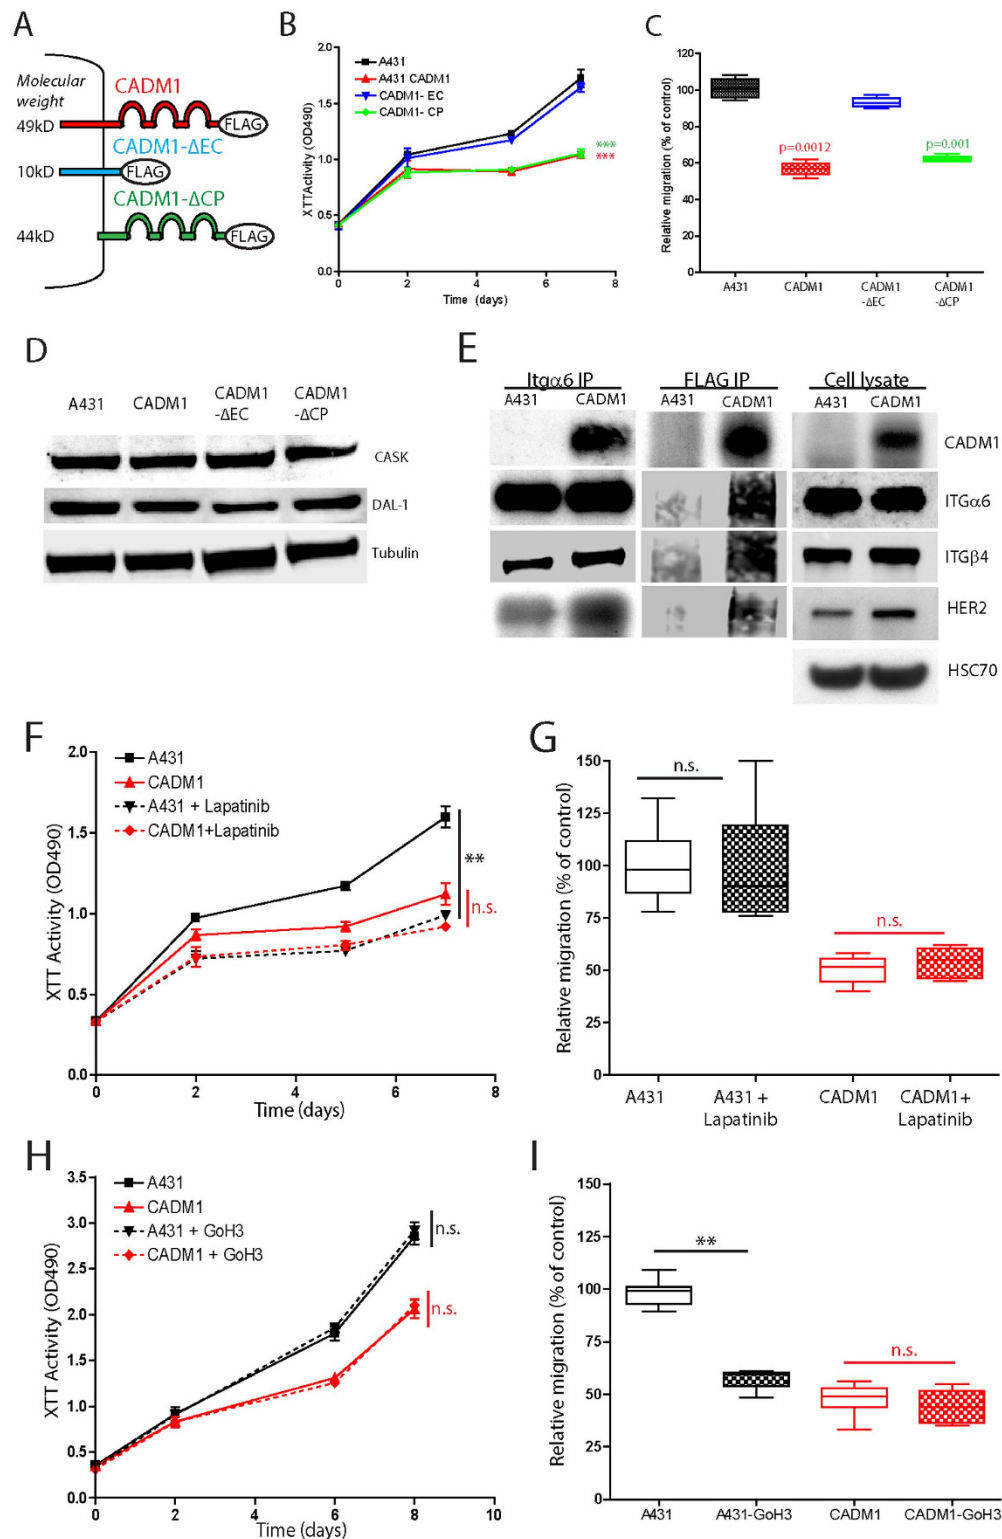 A
Molecular
weight
CADM1
49kD
FLAG
CADM1-ΔEC
10kD
FLAG
CADM1-ΔCP
44kD
FLAG
B
XTTActivity (OD490)
2.0
1.5
1.0
0.5
0.0
A431
A431 CADM1
CADM1- EC
CADM1- CP
***
***
0 2 4 6 8
Time (days)
C
Relative migration (% of control)
120
100
80
60
40
20
0
p=0.0012
p=0.001
A431
CADM1
CADM1
-ΔEC
CADM1
-ΔCP
D
A431
CADM1
CADM1
-ΔEC
CADM1
-ΔCP
CASK
DAL-1
Tubulin
E
Itgα6 IP
FLAG IP
Cell lysate
A431 CADM1
A431 CADM1
A431 CADM1
CADM1
ITGα6
ITGβ4
HER2
HSC70
F
XTT Activity (OD490)
2.0
1.5
1.0
0.5
0.0
A431
CADM1
A431 + Lapatinib
CADM1+Lapatinib
**
n.s.
0 2 4 6 8
Time (days)
G
Relative migration (% of control)
150
125
100
75
50
25
0
n.s.
n.s.
A431
A431 +
Lapatinib
CADM1
CADM1+
Lapatinib
H
XTT Activity (OD490)
3.5
3.0
2.5
2.0
1.5
1.0
0.5
0.0
A431
CADM1
A431 + GoH3
CADM1 + GoH3
n.s.
n.s.
0 2 4 6 8 10
Time (days)
I
Relative migration (% of control)
150
125
100
75
50
25
0
**
n.s.
A431
A431-GoH3
CADM1
CADM1-GoH3